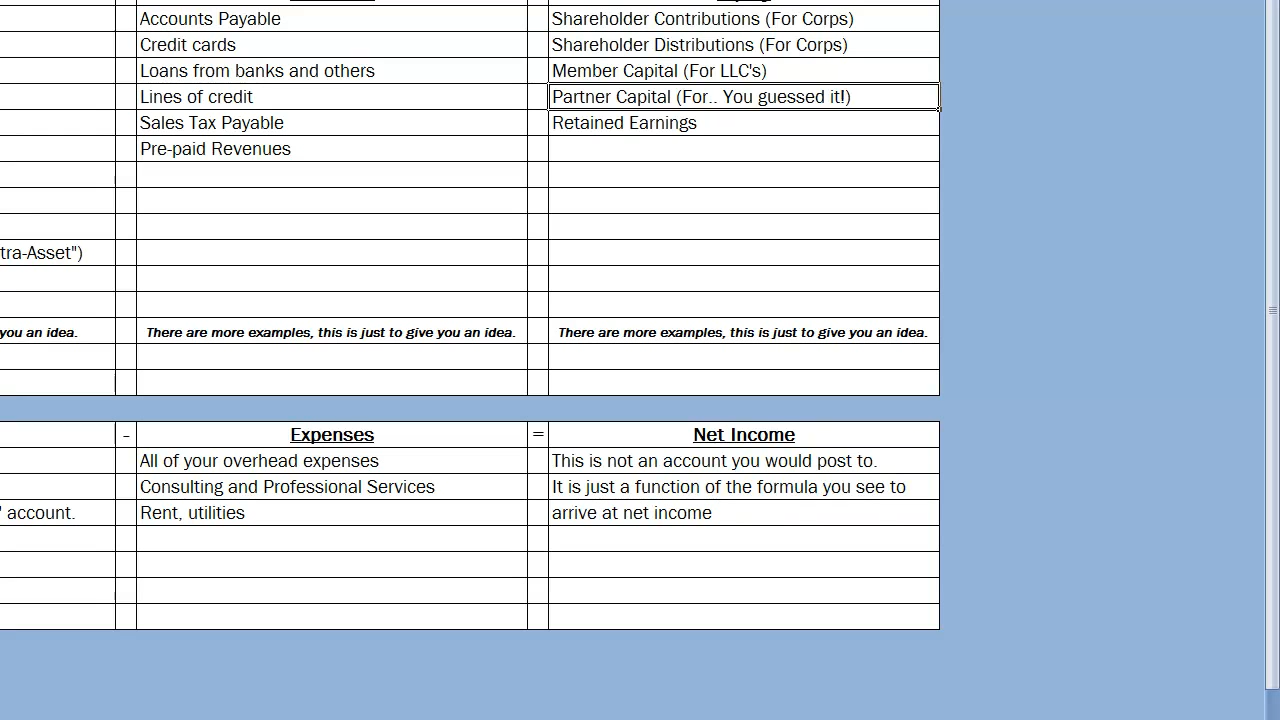 Accounts Payable
Shareholder Contributions (For Corps)
Credit cards
Shareholder Distributions (For Corps)
Loans from banks and others
Member Capital (For LLC's)
Lines of credit
Partner Capital (For.. You guessed it!)
Sales Tax Payable
Retained Earnings
Pre-paid Revenues
tra-Asset")
you an idea.
There are more examples, this is just to give you an idea.
There are more examples, this is just to give you an idea.
- Expenses = Net Income
All of your overhead expenses
This is not an account you would post to.
Consulting and Professional Services
It is just a function of the formula you see to
" account.
Rent, utilities
arrive at net income